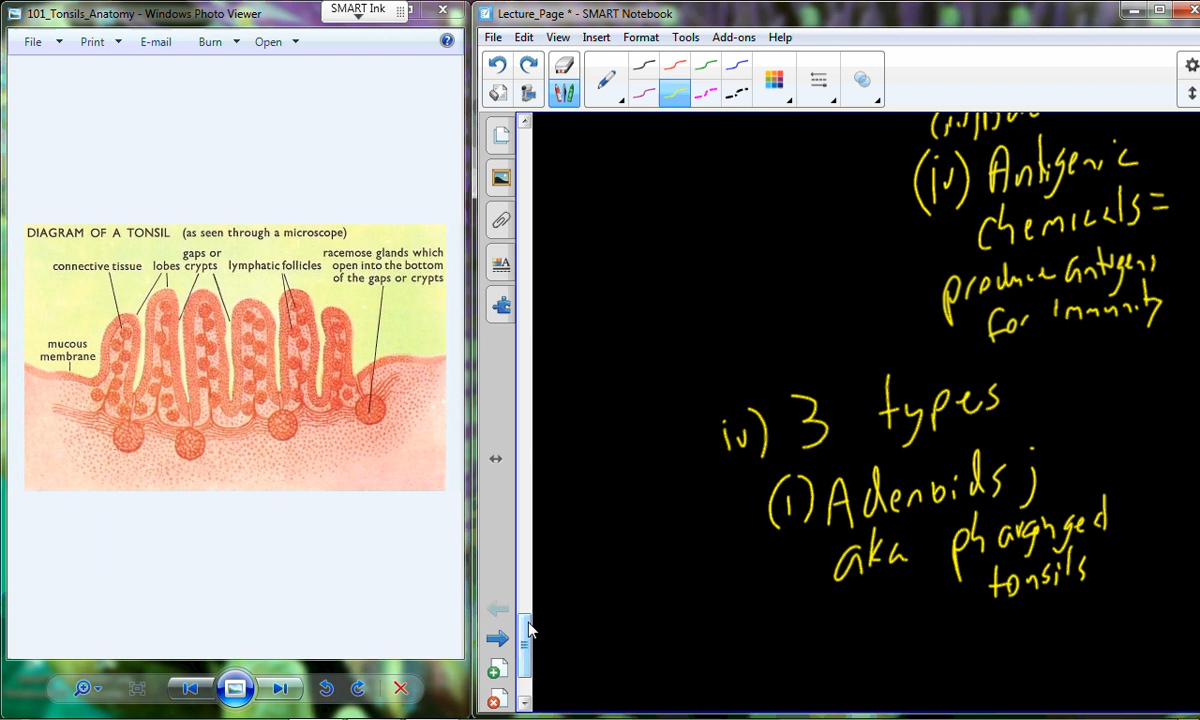 101_Tonsils_Anatomy - Windows Photo Viewer
SMART Ink
File Print E-mail Burn Open
DIAGRAM OF A TONSIL (as seen through a microscope)
connective tissue
lobes
gaps or
crypts
lymphatic follicles
racemose glands which
open into the bottom
of the gaps or crypts
mucous
membrane
Lecture_Page * - SMART Notebook
File Edit View Insert Format Tools Add-ons Help
(iv) Antigenic
chemicals =
produce antigens
for immunity
iv) 3 types
(i) Adenoids ;
aka pharyngeal
tonsils